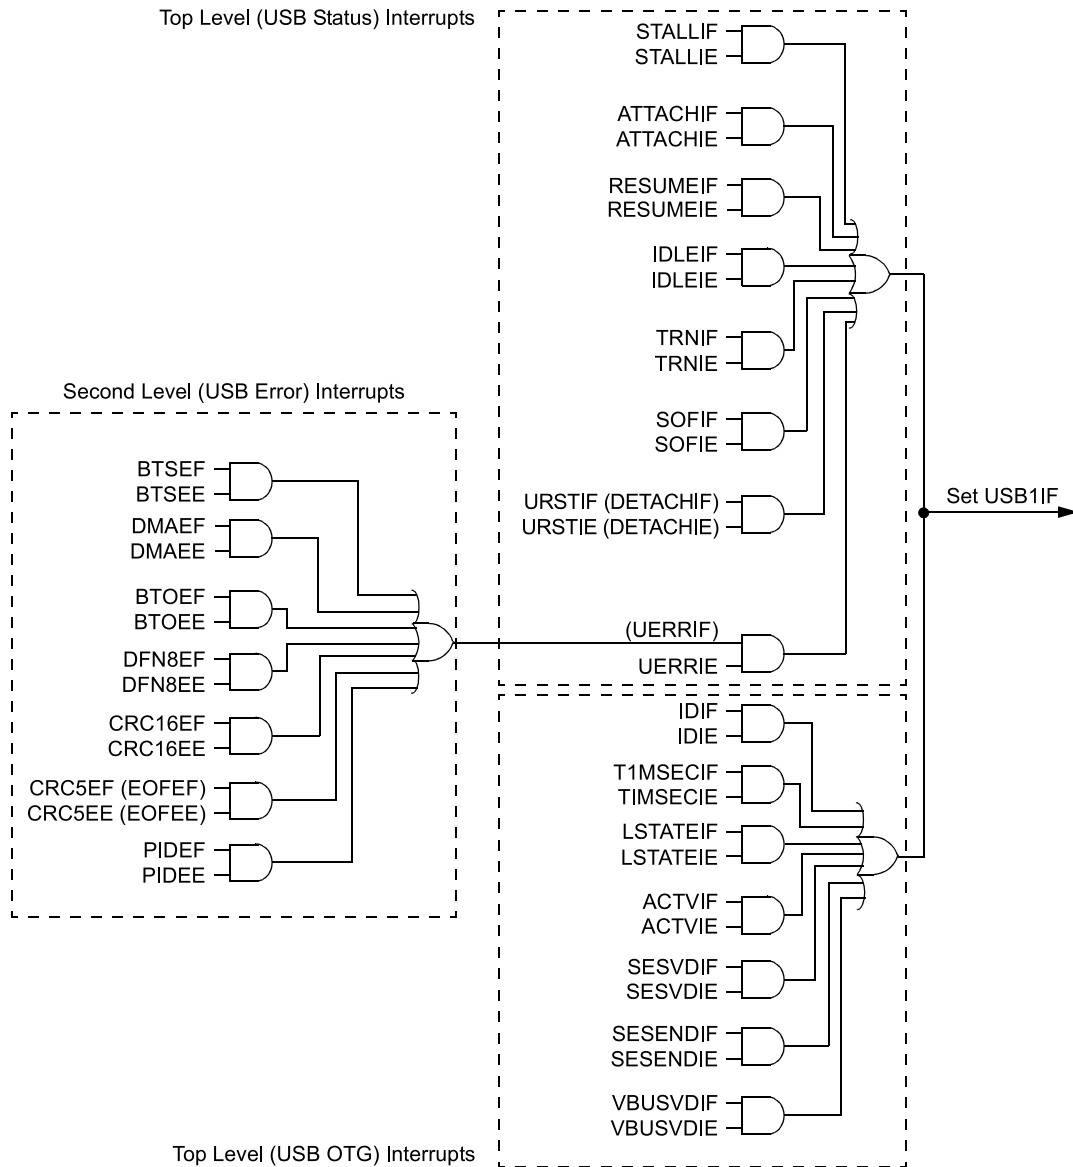 Top Level (USB Status) Interrupts
STALLIF
STALLIE
ATTACHIF
ATTACHIE
RESUMEIF
RESUMEIE
IDLEIF
IDLEIE
TRNIF
TRNIE
SOFIF
SOFIE
URSTIF (DETACHIF)
URSTIE (DETACHIE)
(UERRIF)
UERRIE
Set USB1IF
Second Level (USB Error) Interrupts
BTSEF
BTSEE
DMAEF
DMAEE
BTOEF
BTOEE
DFN8EF
DFN8EE
CRC16EF
CRC16EE
CRC5EF (EOFEF)
CRC5EE (EOFEE)
PIDEF
PIDEE
IDIF
IDIE
T1MSECIF
TIMSECIE
LSTATEIF
LSTATEIE
ACTVIF
ACTVIE
SESVDIF
SESVDIE
SESENDIF
SESENDIE
VBUSVDIF
VBUSVDIE
Top Level (USB OTG) Interrupts